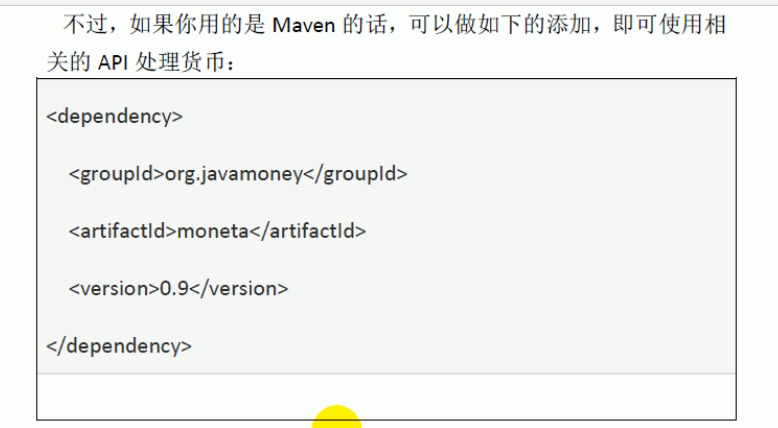 不过，如果你用的是 Maven 的话，可以做如下的添加，即可使用相
关的 API 处理货币：
<dependency>
<groupId>org.javamoney</groupId>
<artifactId>moneta</artifactId>
<version>0.9</version>
</dependency>